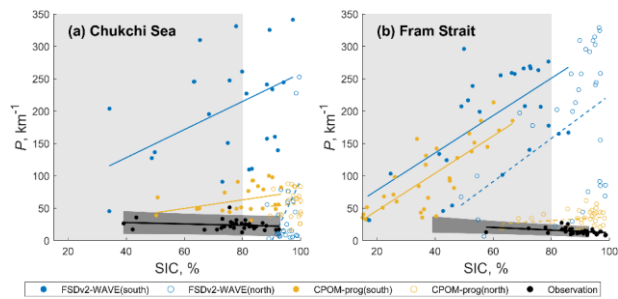 (a) Chukchi Sea
(b) Fram Strait
350
300
250
200
150
100
50
0
P, km-1
0 20 40 60 80 100
SIC, %
350
300
250
200
150
100
50
0
P, km-1
20 40 60 80 100
SIC, %
FSDv2-WAVE(south) FSDv2-WAVE(north) CPOM-prog(south) CPOM-prog(north) Observation